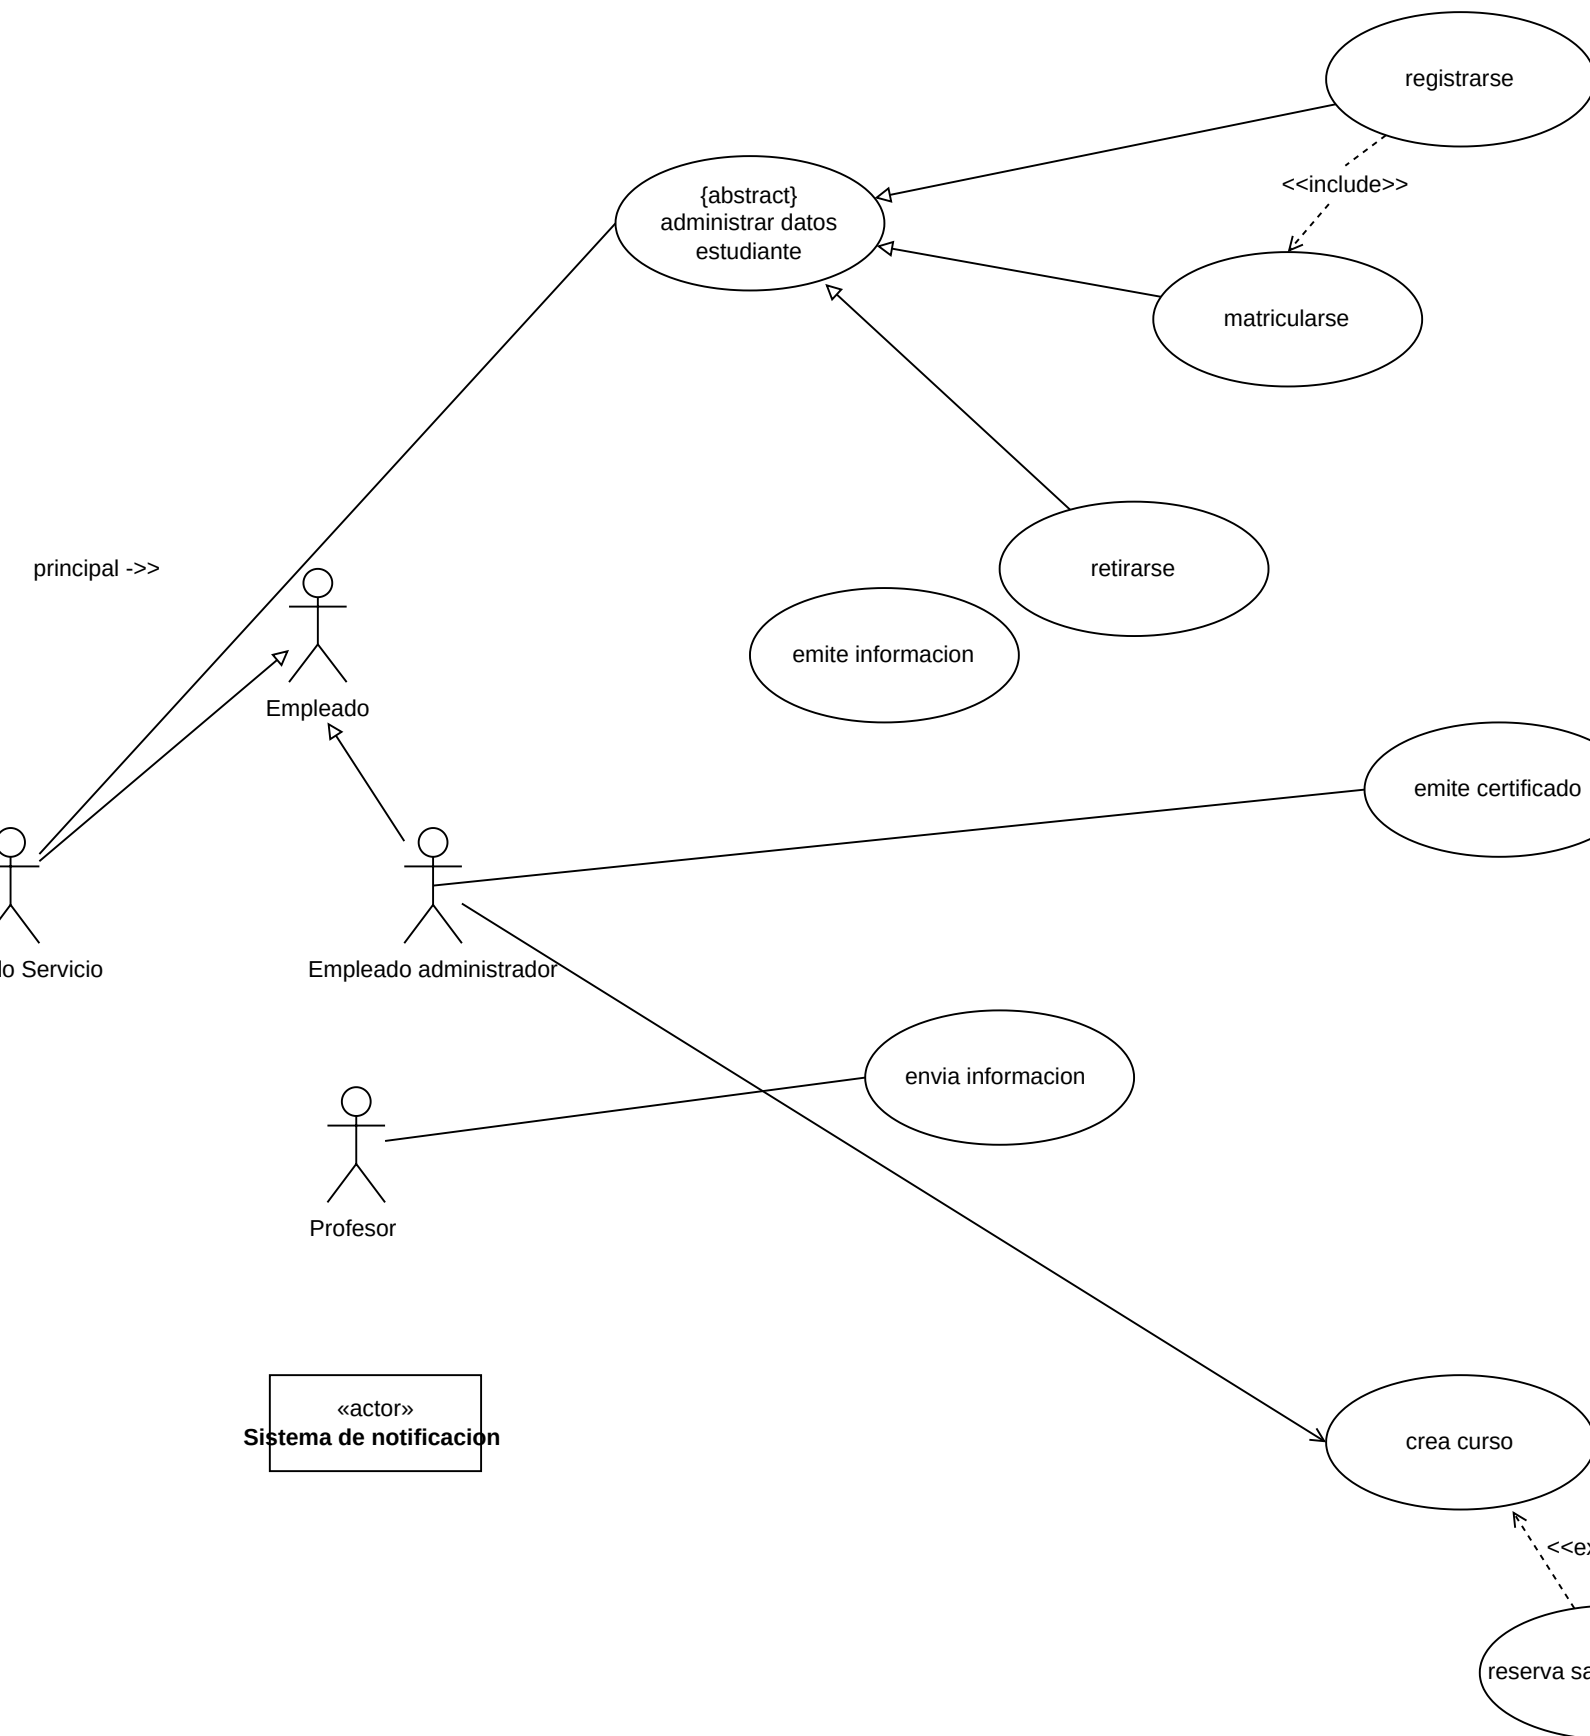 registrarse
<<include>>
{abstract}
administrar datos
estudiante
matricularse
principal ->>
retirarse
emite informacion
Empleado
emite certificado
Servicio
Empleado administrador
envia informacion
Profesor
«actor»
Sistema de notificacion
crea curso
reserva